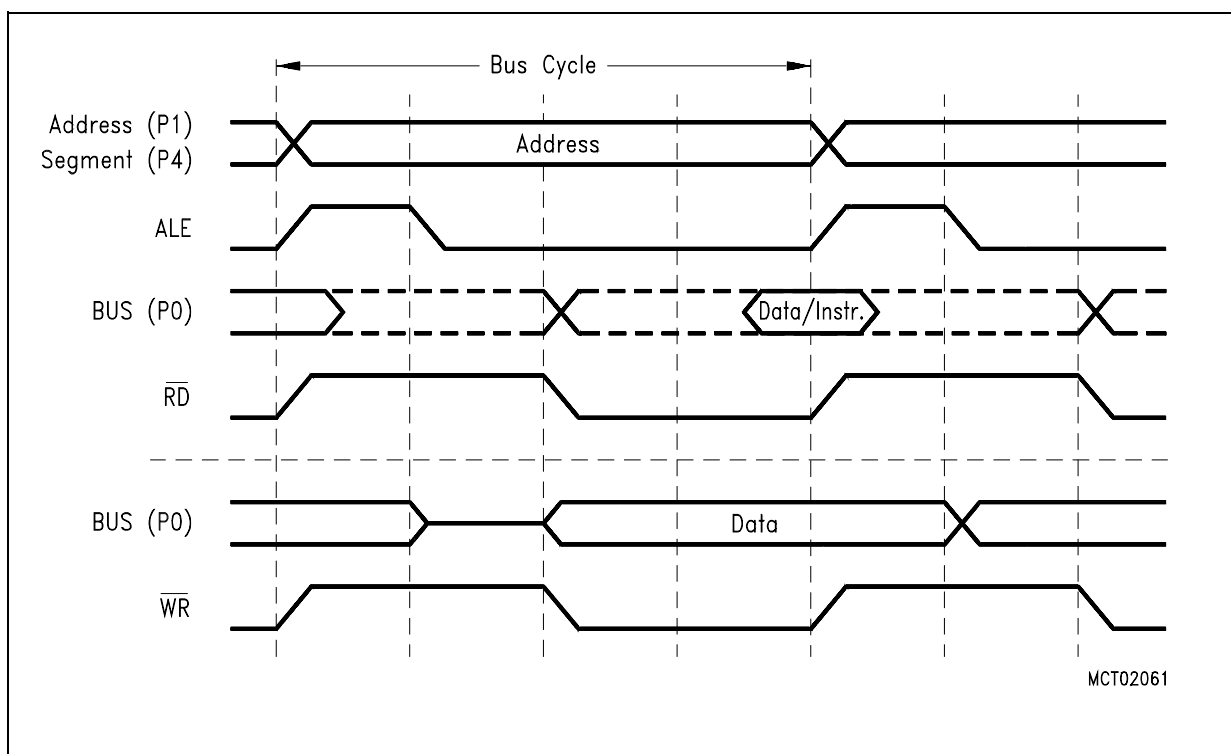 Bus Cycle
Address (P1)
Segment (P4)
Address
ALE
BUS (P0)
Data/Instr.
RD
BUS (P0)
Data
WR
MCT02061